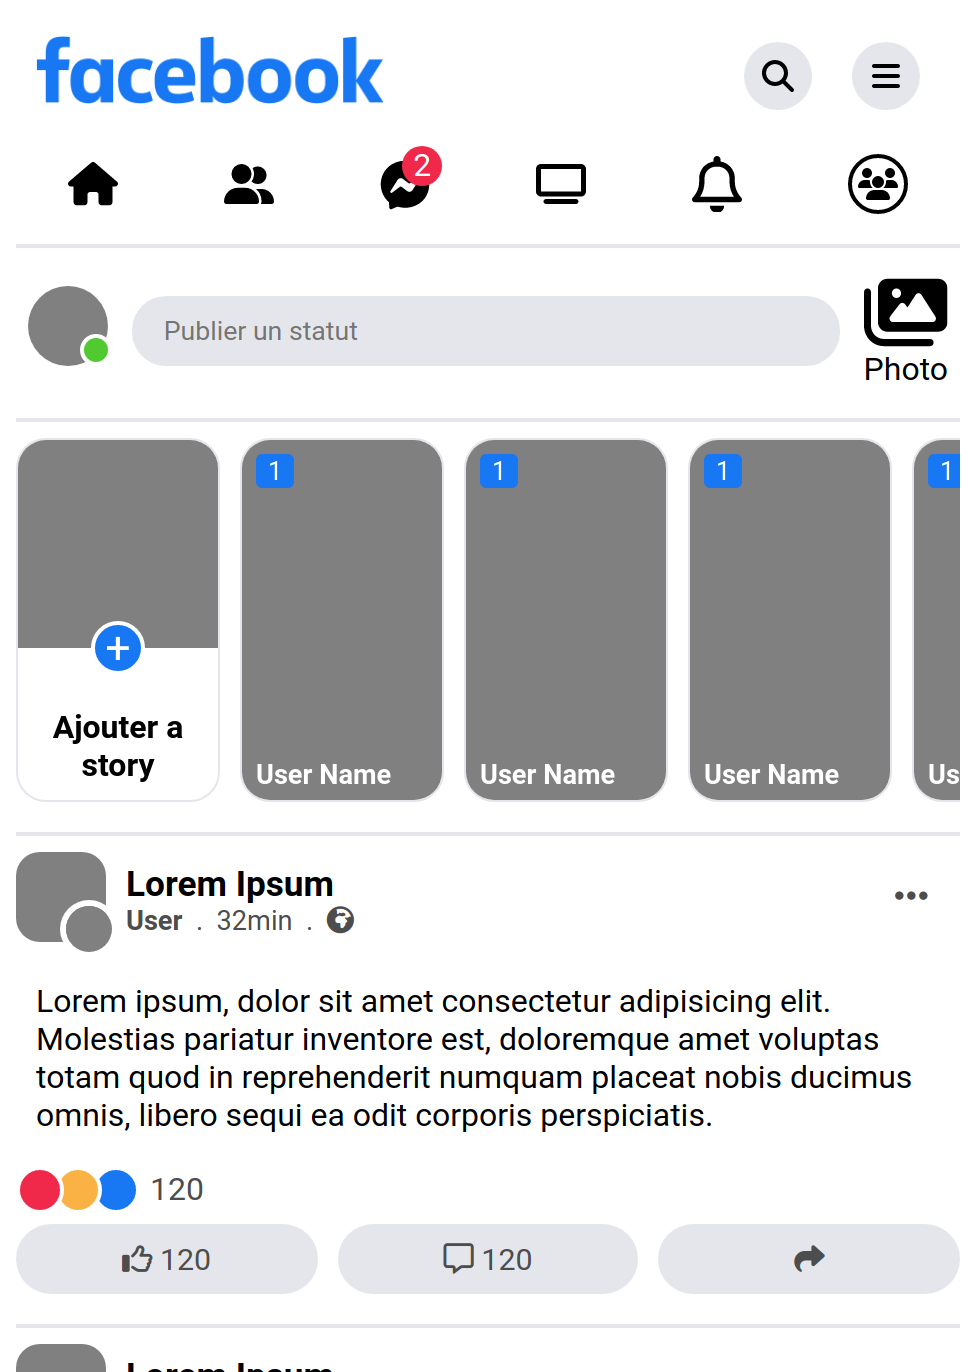 facebook
2
Publier un statut
Photo
1
1
1
1
Ajouter a
story
User Name
User Name
User Name
Us
Lorem Ipsum
User . 32min .
Lorem ipsum, dolor sit amet consectetur adipisicing elit.
Molestias pariatur inventore est, doloremque amet voluptas
totam quod in reprehenderit numquam placeat nobis ducimus
omnis, libero sequi ea odit corporis perspiciatis.
120
120
120
Lorem Ipsum